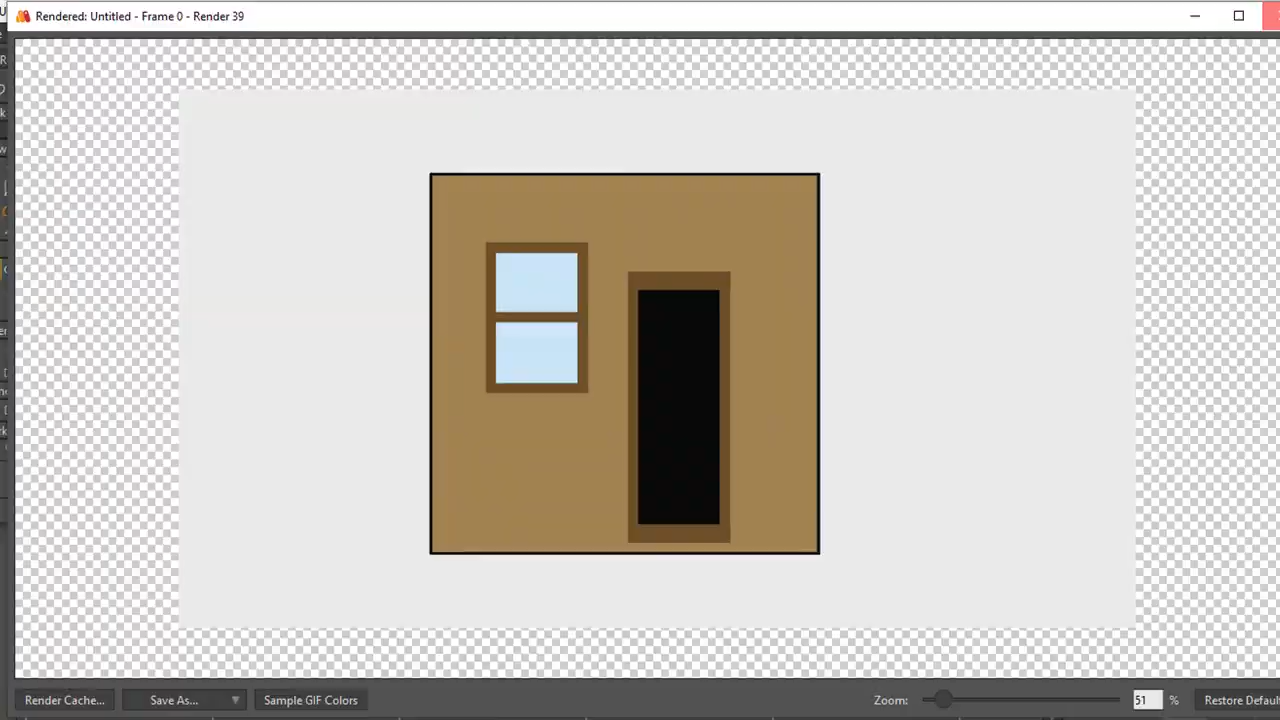 Rendered: Untitled - Frame 0 - Render 39
Render Cache...
Save As...
Sample GIF Colors
Zoom:
51
%
Restore Defaul